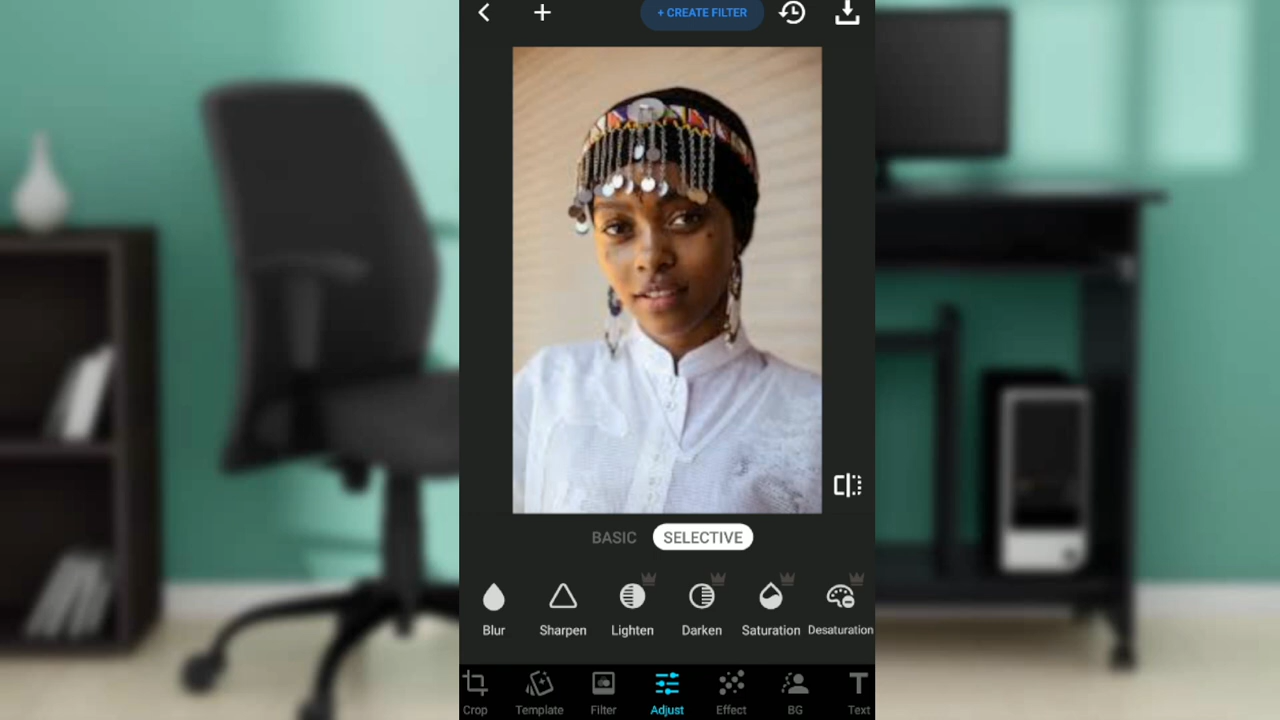 + CREATE FILTER
BASIC SELECTIVE
Blur Sharpen Lighten Darken Saturation Desaturation
Crop Template Filter Adjust Effect BG Text